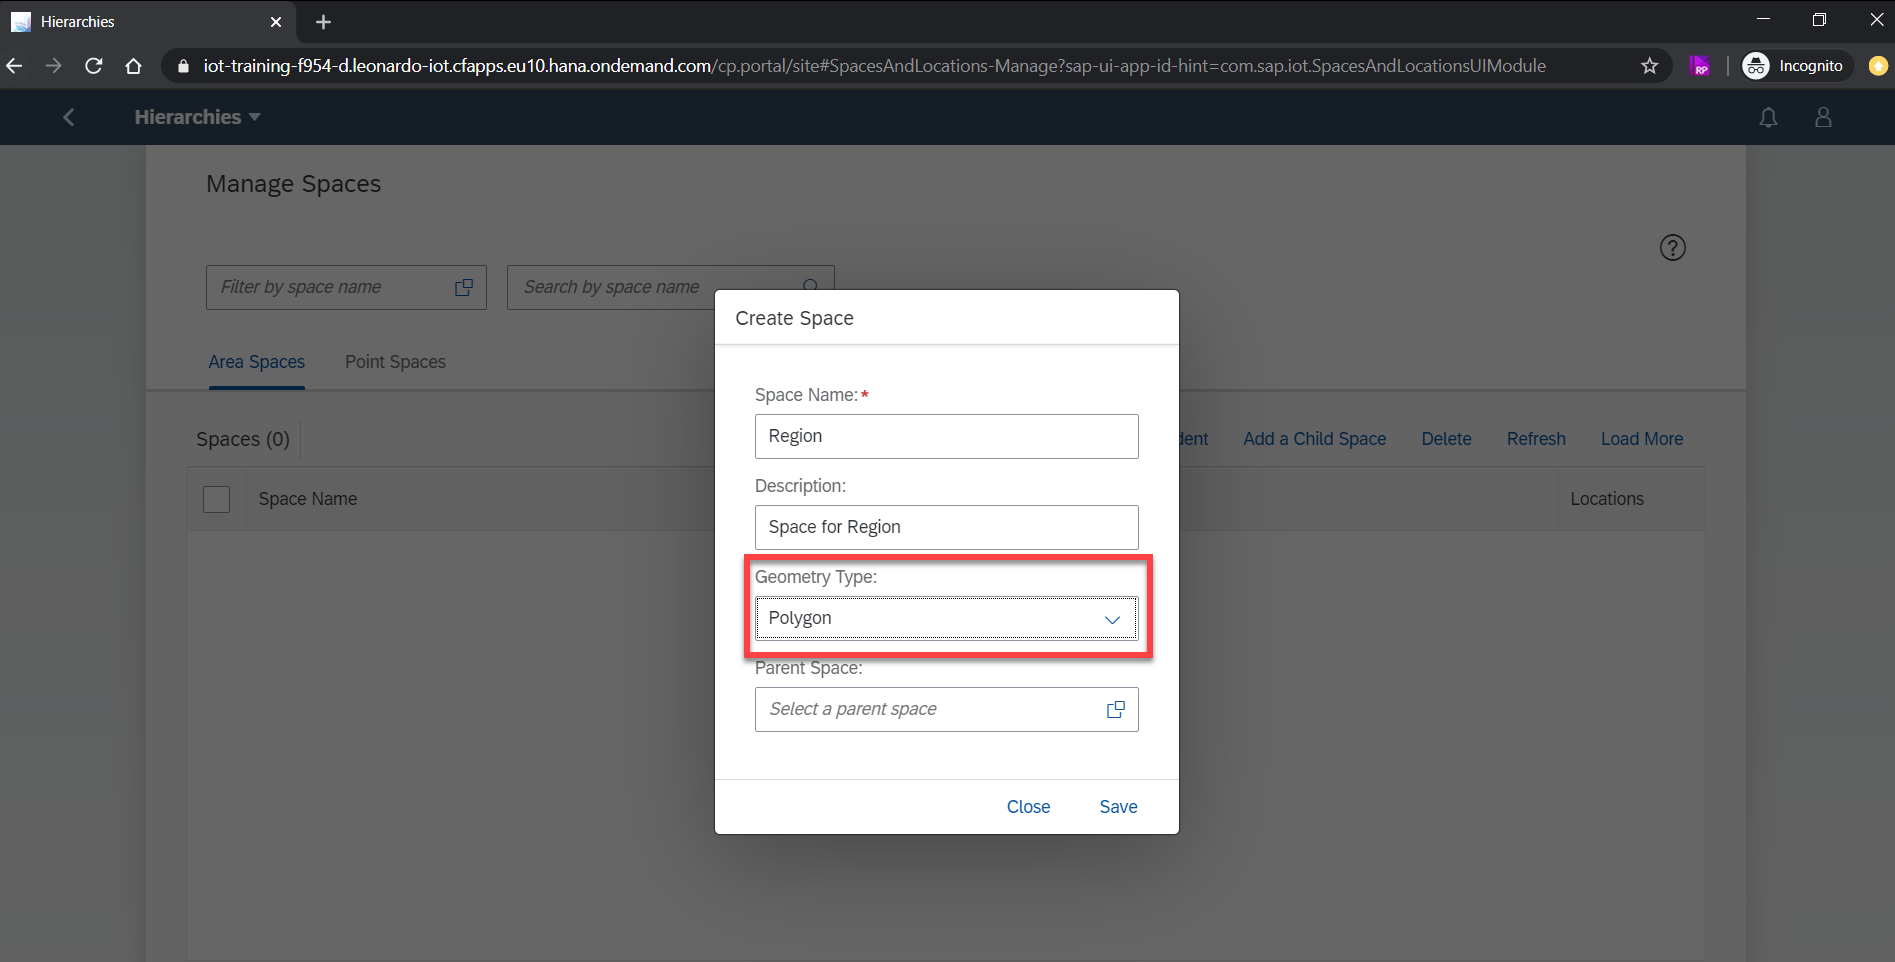 Hierarchies
iot-training-f954-d.leonardo-iot.cfapps.eu10.hana.ondemand.com/cp.portal/site#SpacesAndLocations-Manage?sap-ui-app-id-hint=com.sap.iot.SpacesAndLocationsUIModule
RP
Incognito
Hierarchies
Manage Spaces
?
Filter by space name
Search by space name
Create Space
Area Spaces
Point Spaces
Space Name:*
Region
Spaces (0)
dent
Add a Child Space
Delete
Refresh
Load More
Description:
Space Name
Locations
Space for Region
Geometry Type:
Polygon
Parent Space:
Select a parent space
Close
Save